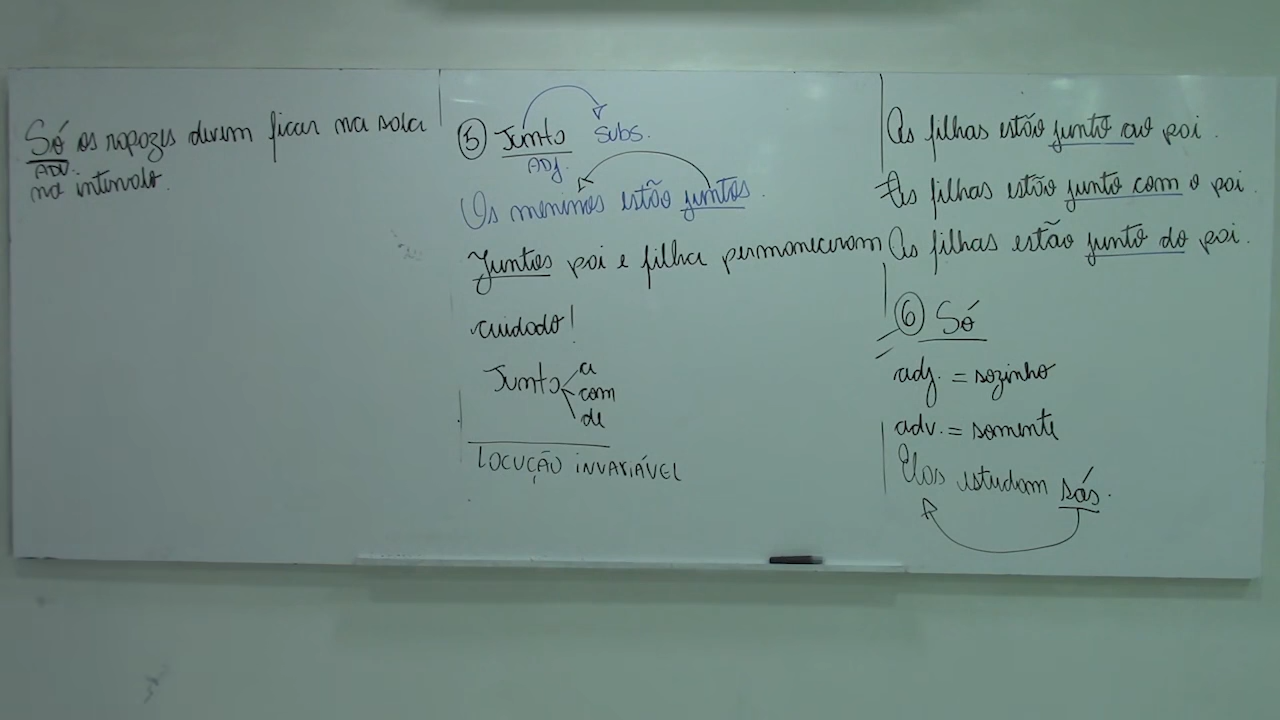 Só os rapazes devem ficar na sala
ADV.
no intervalo.
5 Junto subs.
ADJ.
Os meninos estão juntos.
Juntos pai e filha permaneceram
cuidado!
Junto a
com
de
LOCUÇÃO INVARIÁVEL
As filhas estão junto ao pai.
As filhas estão junto com o pai.
As filhas estão junto do pai.
6 Só
adj. = sozinho
adv. = somente
Elas estudam sós.